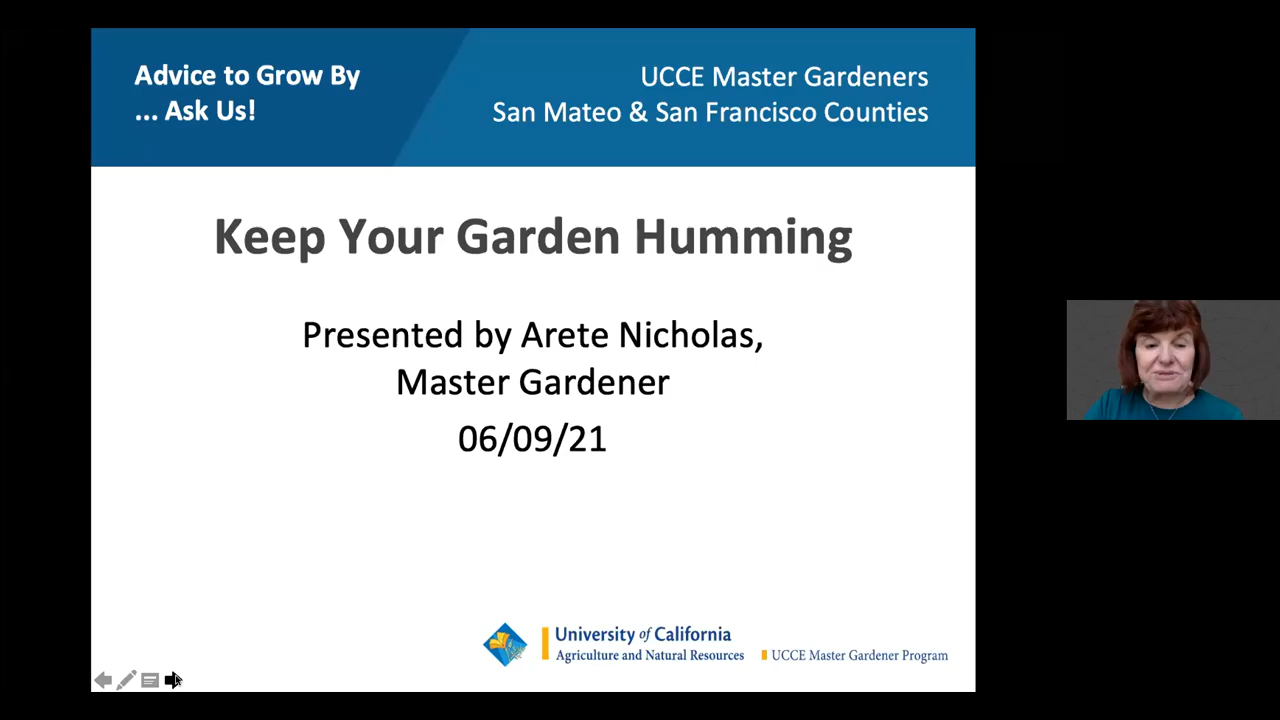 Advice to Grow By
... Ask Us!
UCCE Master Gardeners
San Mateo & San Francisco Counties
Keep Your Garden Humming
Presented by Arete Nicholas,
Master Gardener
06/09/21
University of California
Agriculture and Natural Resources
UCCE Master Gardener Program